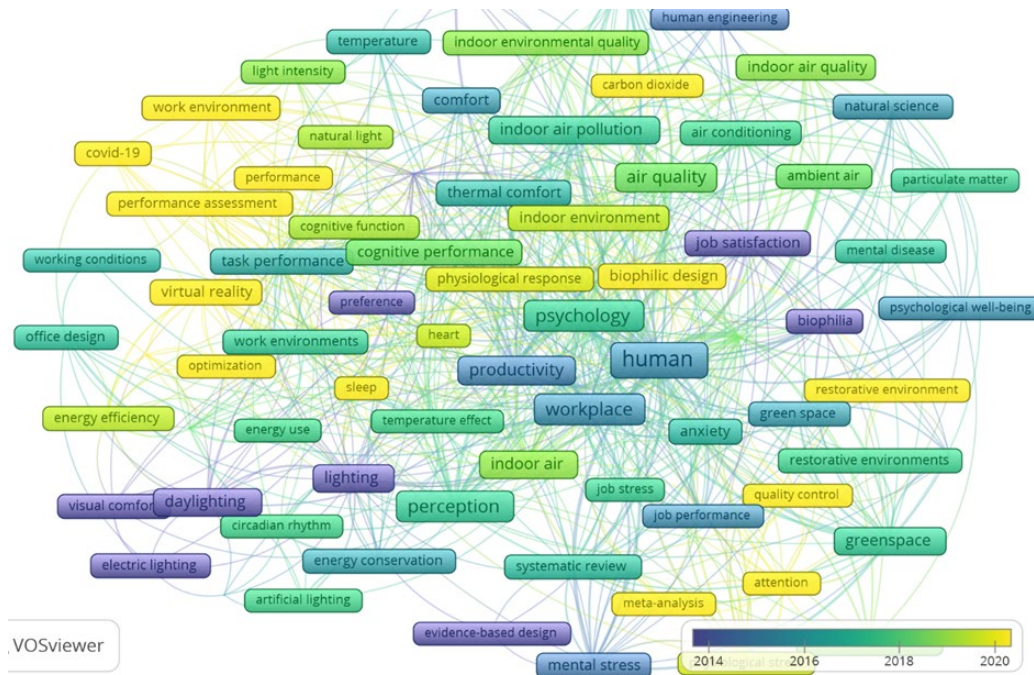 human engineering
temperature
indoor environmental quality
light intensity
indoor air quality
carbon dioxide
work environment
comfort
natural science
natural light
indoor air pollution
air conditioning
covid-19
performance
air quality
ambient air
particulate matter
performance assessment
thermal comfort
cognitive function
indoor environment
job satisfaction
mental disease
working conditions
task performance
cognitive performance
physiological response
biophilic design
virtual reality
preference
psychology
biophilia
psychological well-being
office design
work environments
heart
human
optimization
productivity
sleep
restorative environment
energy efficiency
temperature effect
workplace
green space
energy use
anxiety
indoor air
restorative environments
lighting
job stress
quality control
visual comfort
daylighting
perception
job performance
circadian rhythm
greenspace
electric lighting
energy conservation
systematic review
attention
artificial lighting
meta-analysis
evidence-based design
VOSviewer
mental stress
2014 2016 2018 2020